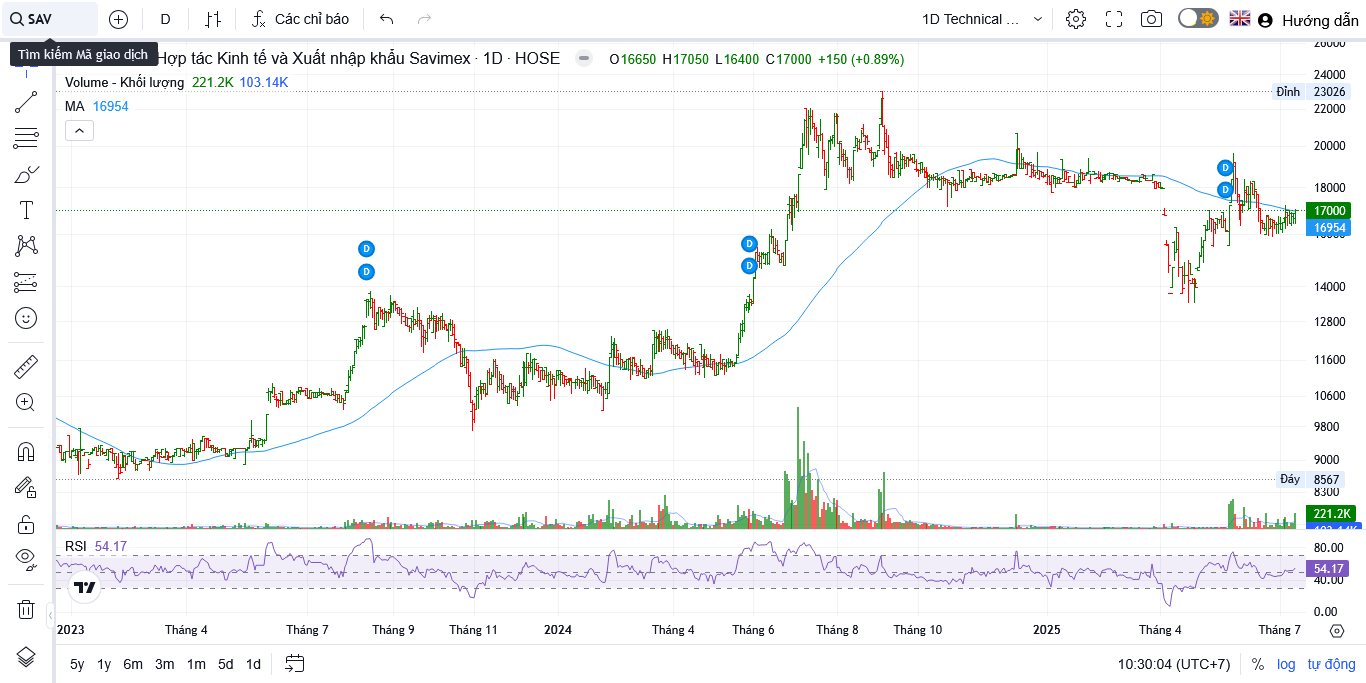 SAV D Các chỉ báo 1D Technical ... Hướng dẫn
Tìm kiếm Mã giao dịch
Hợp tác Kinh tế và Xuất nhập khẩu Savimex · 1D · HOSE O16650 H17050 L16400 C17000 +150 (+0.89%)
Volume - Khối lượng 221.2K 103.14K
MA 16954
26000
24000
Đỉnh 23026
22000
20000
18000
17000
16954
14000
12800
11600
10600
9800
9000
Đáy 8567
8300
221.2K
D
D
D
D
D
D
RSI 54.17
80.00
54.17
40.00
0.00
2023 Tháng 4 Tháng 7 Tháng 9 Tháng 11 2024 Tháng 4 Tháng 6 Tháng 8 Tháng 10 2025 Tháng 4 Tháng 7
5y 1y 6m 3m 1m 5d 1d 10:30:04 (UTC+7) % log tự động